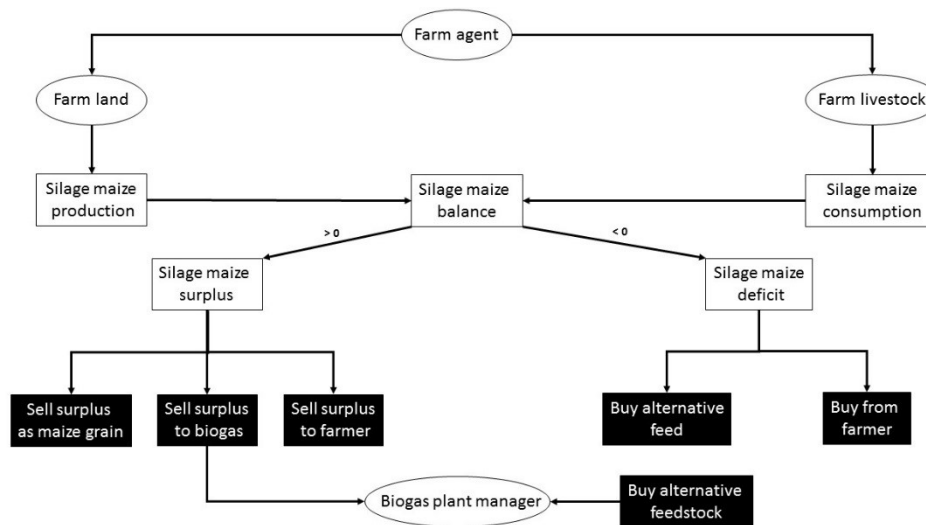 Farm agent
Farm land
Farm livestock
Silage maize
production
Silage maize
balance
Silage maize
consumption
> 0
< 0
Silage maize
surplus
Silage maize
deficit
Sell surplus
as maize grain
Sell surplus
to biogas
Sell surplus
to farmer
Buy alternative
feed
Buy from
farmer
Biogas plant manager
Buy alternative
feedstock